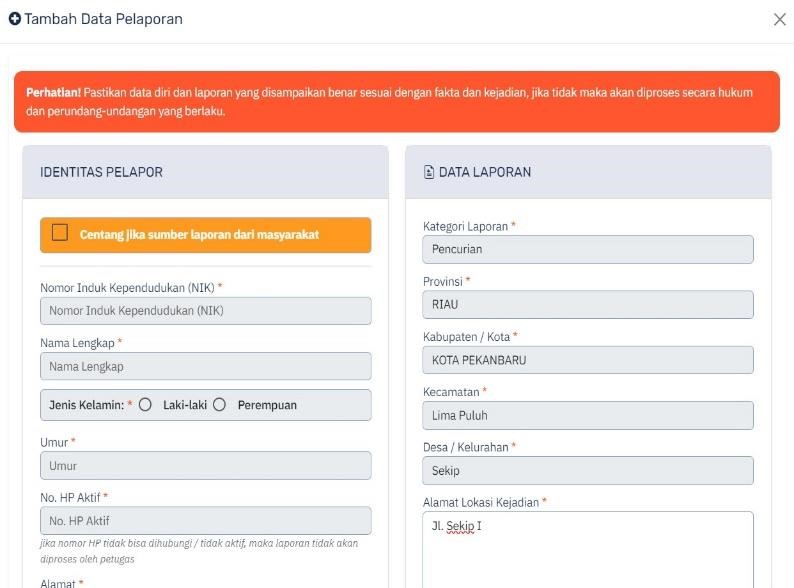 Tambah Data Pelaporan
Perhatian! Pastikan data diri dan laporan yang disampaikan benar sesuai dengan fakta dan kejadian, jika tidak maka akan diproses secara hukum
dan perundang-undangan yang berlaku.
IDENTITAS PELAPOR
Centang jika sumber laporan dari masyarakat
Nomor Induk Kependudukan (NIK) *
Nomor Induk Kependudukan (NIK)
Nama Lengkap *
Nama Lengkap
Jenis Kelamin: * Laki-laki Perempuan
Umur *
Umur
No. HP Aktif *
No. HP Aktif
jika nomor HP tidak bisa dihubungi / tidak aktif, maka laporan tidak akan
diproses oleh petugas
Alamat *
DATA LAPORAN
Kategori Laporan *
Pencurian
Provinsi *
RIAU
Kabupaten / Kota *
KOTA PEKANBARU
Kecamatan *
Lima Puluh
Desa / Kelurahan *
Sekip
Alamat Lokasi Kejadian *
Jl. Sekip I